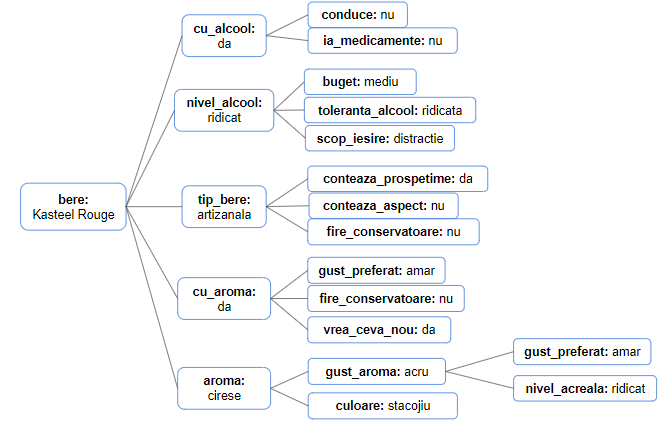 bere:
Kasteel Rouge
cu_alcool:
da
conduce: nu
ia_medicamente: nu
nivel_alcool:
ridicat
buget: mediu
toleranta_alcool: ridicata
scop_iesire: distractie
tip_bere:
artizanala
conteaza_prospetime: da
conteaza_aspect: nu
fire_conservatoare: nu
cu_aroma:
da
gust_preferat: amar
fire_conservatoare: nu
vrea_ceva_nou: da
aroma:
cirese
gust_aroma: acru
gust_preferat: amar
nivel_acreala: ridicat
culoare: stacojiu